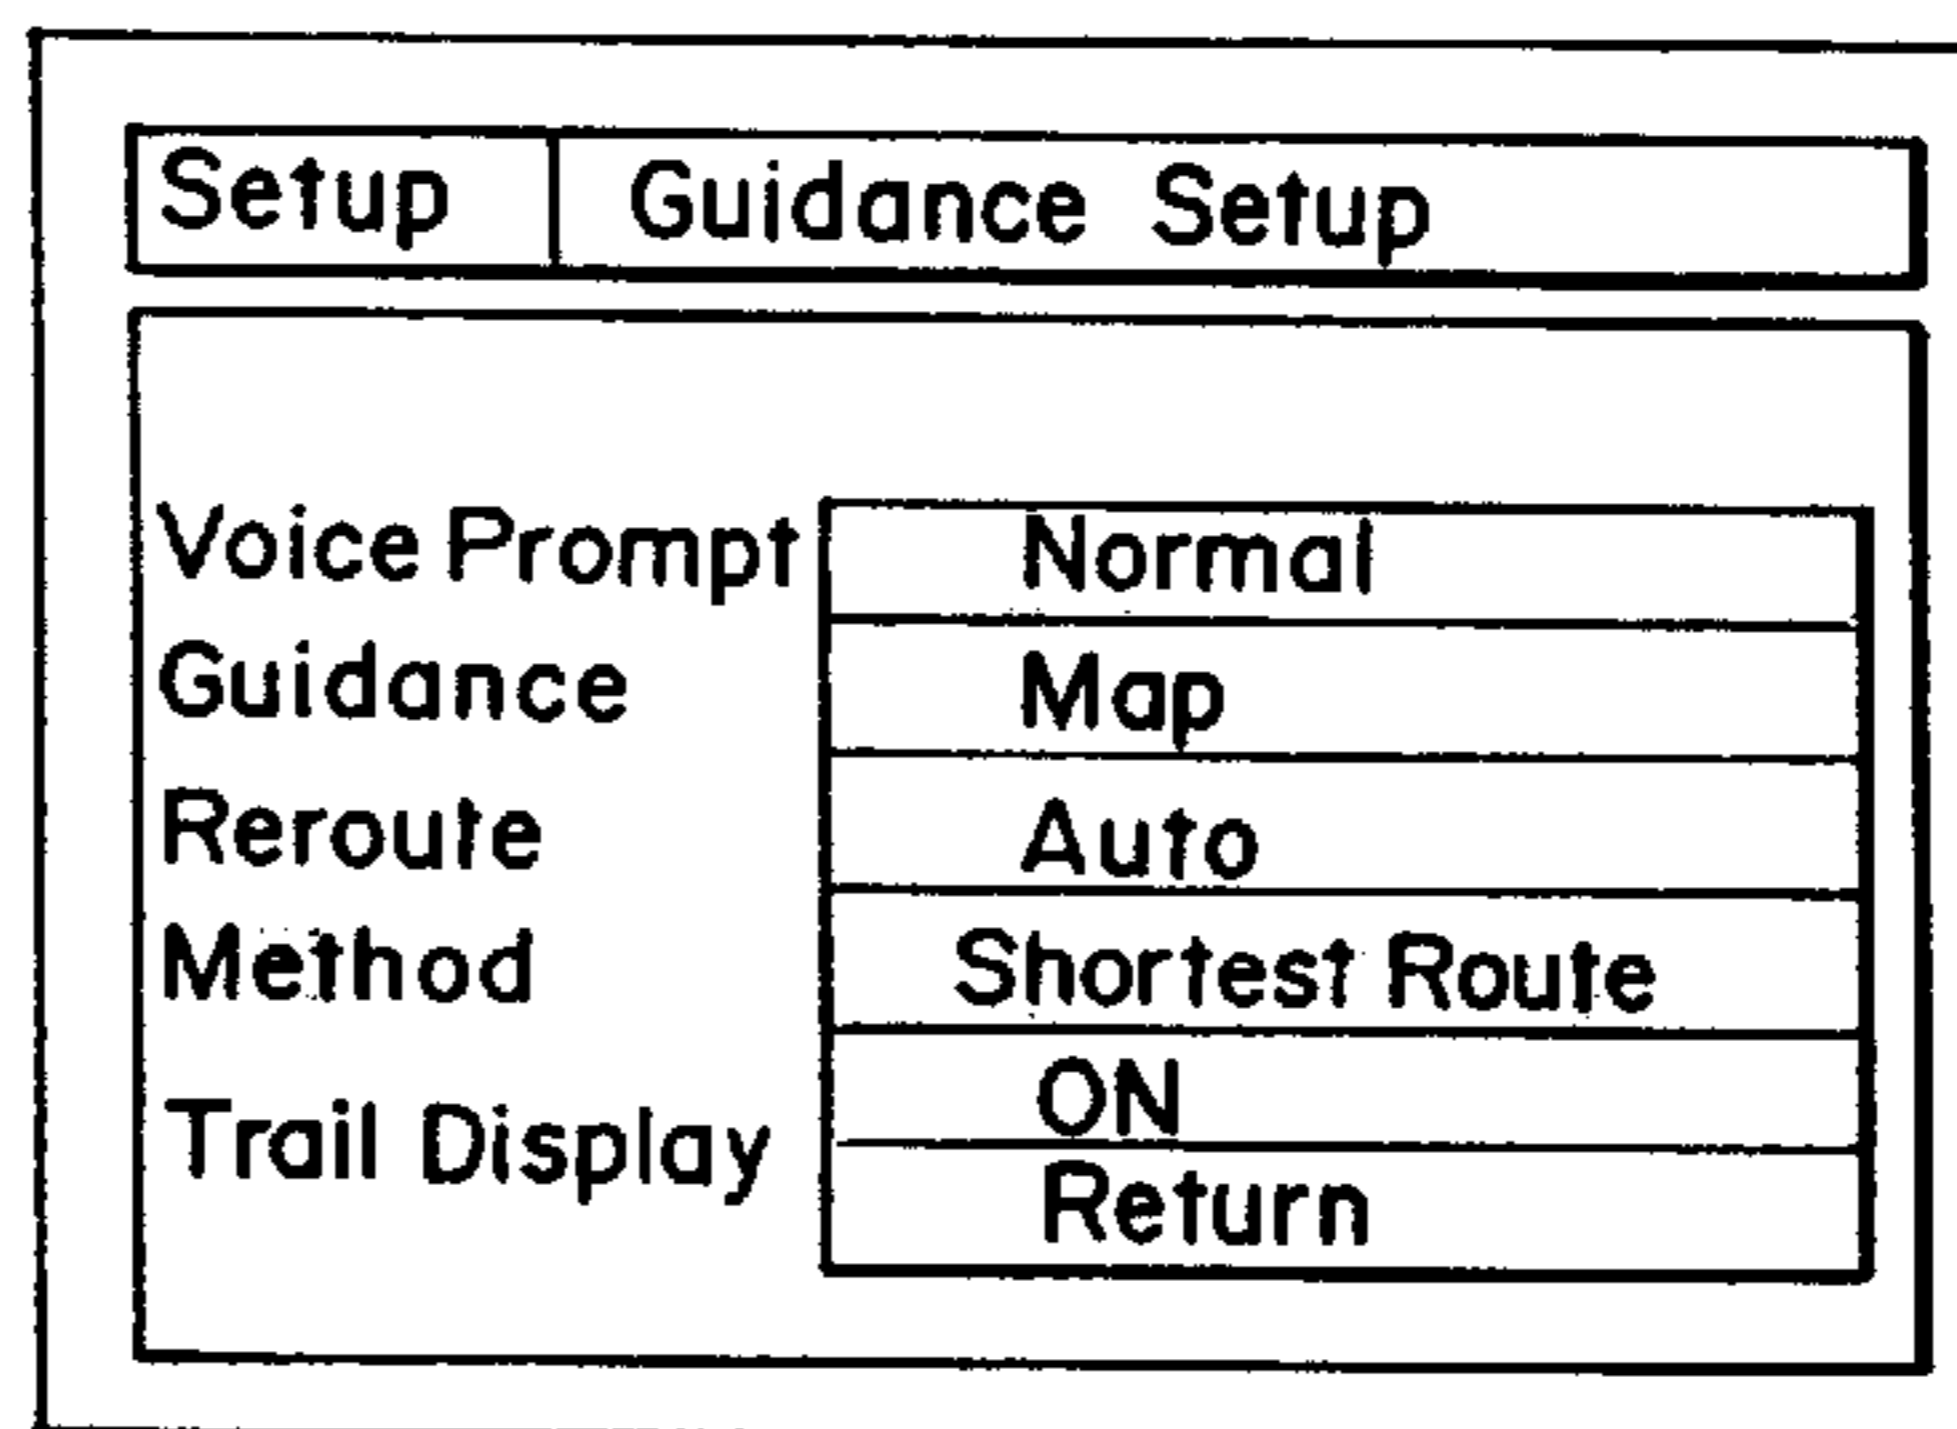 Setup Guidance Setup
Voice Prompt Normal
Guidance Map
Reroute Auto
Method Shortest Route
Trail Display ON
Return